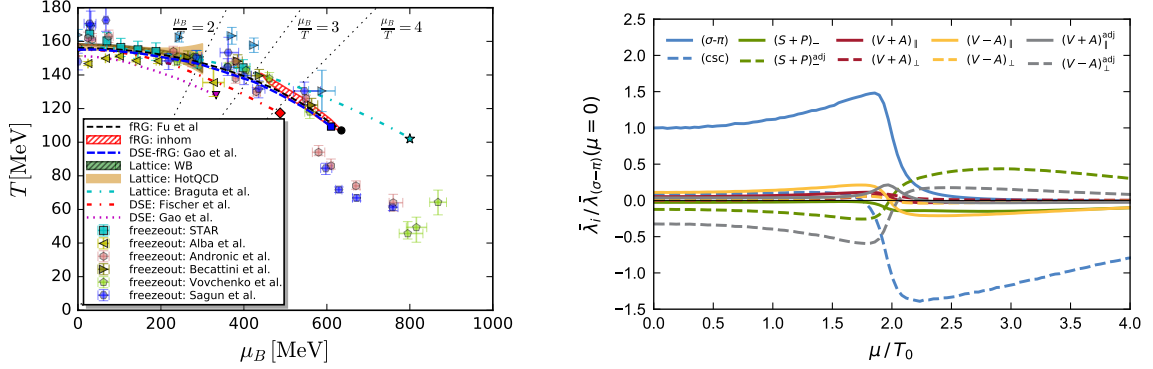 μ_B/T = 2
μ_B/T = 3
μ_B/T = 4
180
160
140
120
100
80
60
40
20
0
T [MeV]
fRG: Fu et al
fRG: inhom
DSE-fRG: Gao et al.
Lattice: WB
Lattice: HotQCD
Lattice: Braguta et al.
DSE: Fischer et al.
DSE: Gao et al.
freezeout: STAR
freezeout: Alba et al.
freezeout: Andronic et al.
freezeout: Becattini et al.
freezeout: Vovchenko et al.
freezeout: Sagun et al.
0 200 400 600 800 1000
μ_B [MeV]
2.5
2.0
1.5
1.0
0.5
0.0
−0.5
−1.0
−1.5
λ̄_i / λ̄_(σ-π)(μ = 0)
(σ-π) (S + P)_− (V + A)_∥ (V − A)_∥ (V + A)_∥^adj
(csc) (S + P)_−^adj (V + A)_⊥ (V − A)_⊥ (V − A)_⊥^adj
0.0 0.5 1.0 1.5 2.0 2.5 3.0 3.5 4.0
μ / T_0